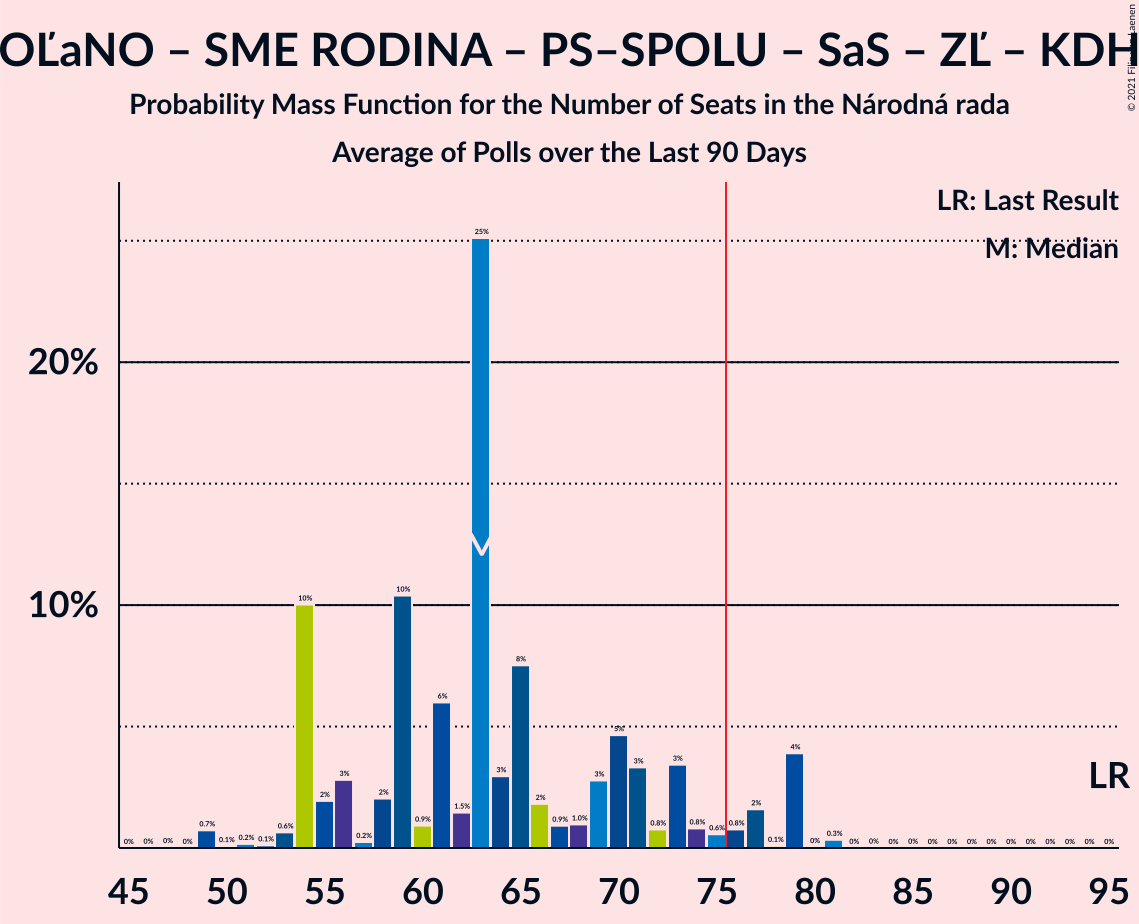 OĽaNO – SME RODINA – PS–SPOLU – SaS – ZĽ – KDH
Probability Mass Function for the Number of Seats in the Národná rada
Average of Polls over the Last 90 Days
© 2021 Filip van Laenen
LR: Last Result
M: Median
25%
20%
10%
10%
10%
8%
6%
5%
4%
3%
3%
3%
3%
3%
2%
2%
2%
2%
LR
0% 0% 0% 0% 0.7% 0.1% 0.2% 0.1% 0.6% 0.2% 0.9% 1.5% 0.9% 1.0% 0.8% 0.8% 0.6% 0.8% 0.1% 0% 0.3% 0% 0% 0% 0% 0% 0% 0% 0% 0% 0% 0% 0% 0% 0%
45 50 55 60 65 70 75 80 85 90 95